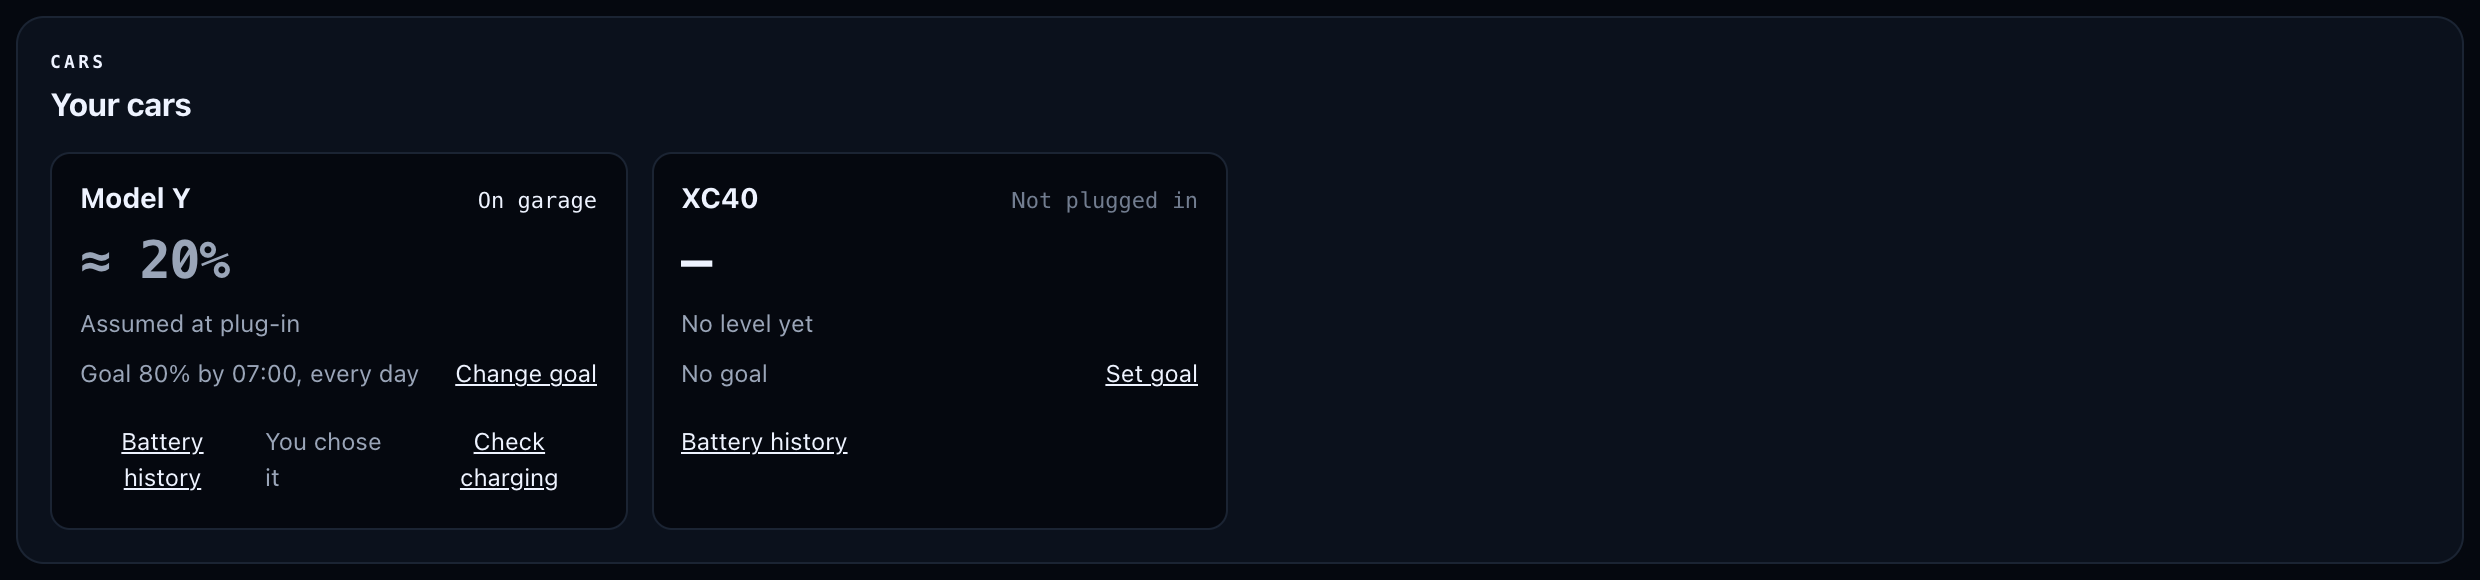 CARS
Your cars
Model Y
On garage
≈ 20%
Assumed at plug-in
Goal 80% by 07:00, every day
Change goal
Battery
history
You chose
it
Check
charging
XC40
Not plugged in
—
No level yet
No goal
Set goal
Battery history